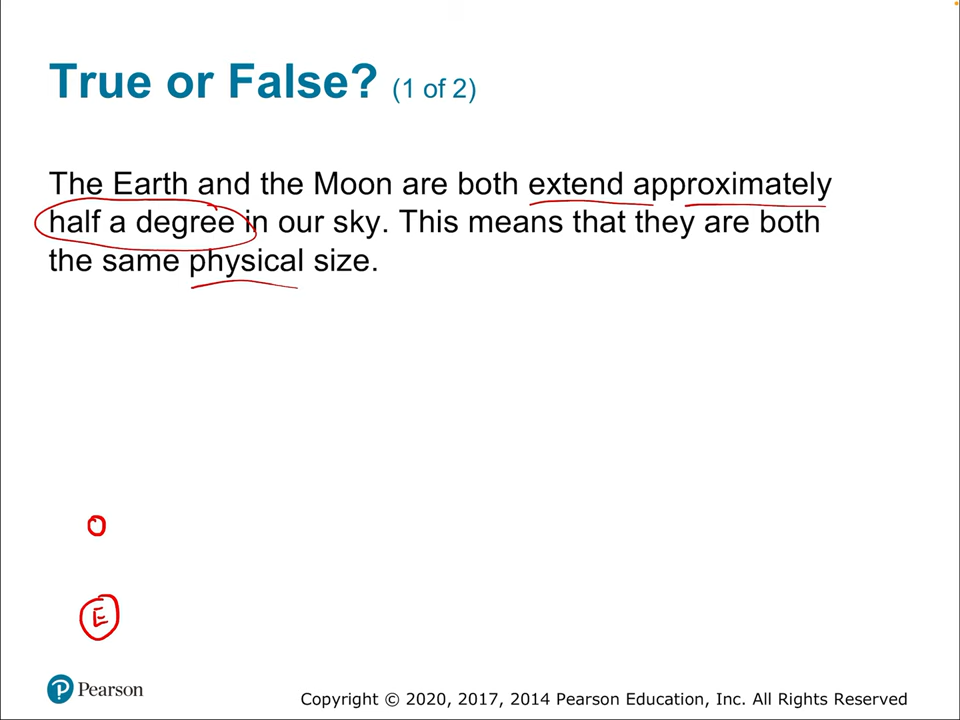 True or False? (1 of 2)
The Earth and the Moon are both extend approximately
half a degree in our sky. This means that they are both
the same physical size.
E
Pearson
Copyright © 2020, 2017, 2014 Pearson Education, Inc. All Rights Reserved